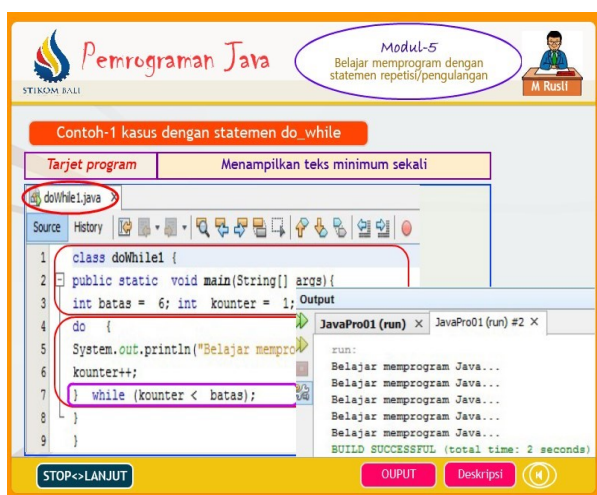 Pemrograman Java
Modul-5
Belajar memprogram dengan
statemen repetisi/pengulangan
STIKOM BALI
M Rusli
Contoh-1 kasus dengan statemen do_while
Tarjet program
Menampilkan teks minimum sekali
doWhile1.java
Source History
1 class doWhile1 {
2 public static void main(String[] args){
3 int batas = 6; int kounter = 1;
4 do {
5 System.out.println("Belajar mempro
6 kounter++;
7 } while (kounter < batas);
8 }
9 }
Output
JavaPro01 (run) × JavaPro01 (run) #2 ×
run:
Belajar memprogram Java...
Belajar memprogram Java...
Belajar memprogram Java...
Belajar memprogram Java...
Belajar memprogram Java...
BUILD SUCCESSFUL (total time: 2 seconds)
STOP<>LANJUT
OUPUT
Deskripsi